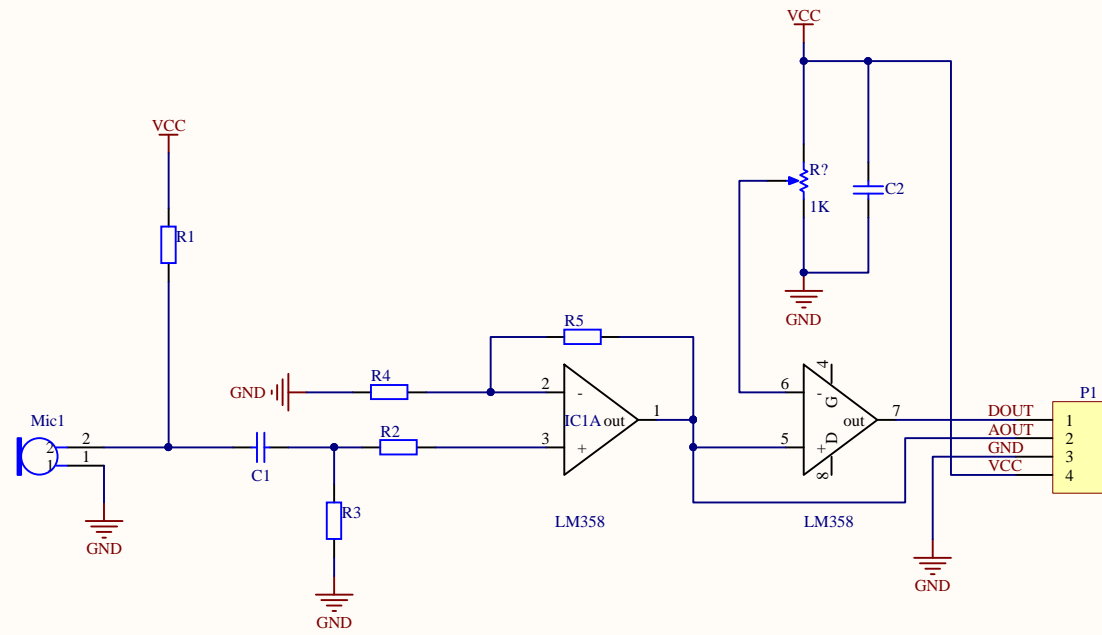 VCC
R?
C2
1K
GND
VCC
R1
R5
R4
GND
2
-
IC1A
out
1
3
+
LM358
6
-
4
G
out
7
5
+
D
8
LM358
P1
DOUT
1
AOUT
2
GND
3
VCC
4
GND
Mic1
2
2
1
1
GND
C1
R2
R3
GND